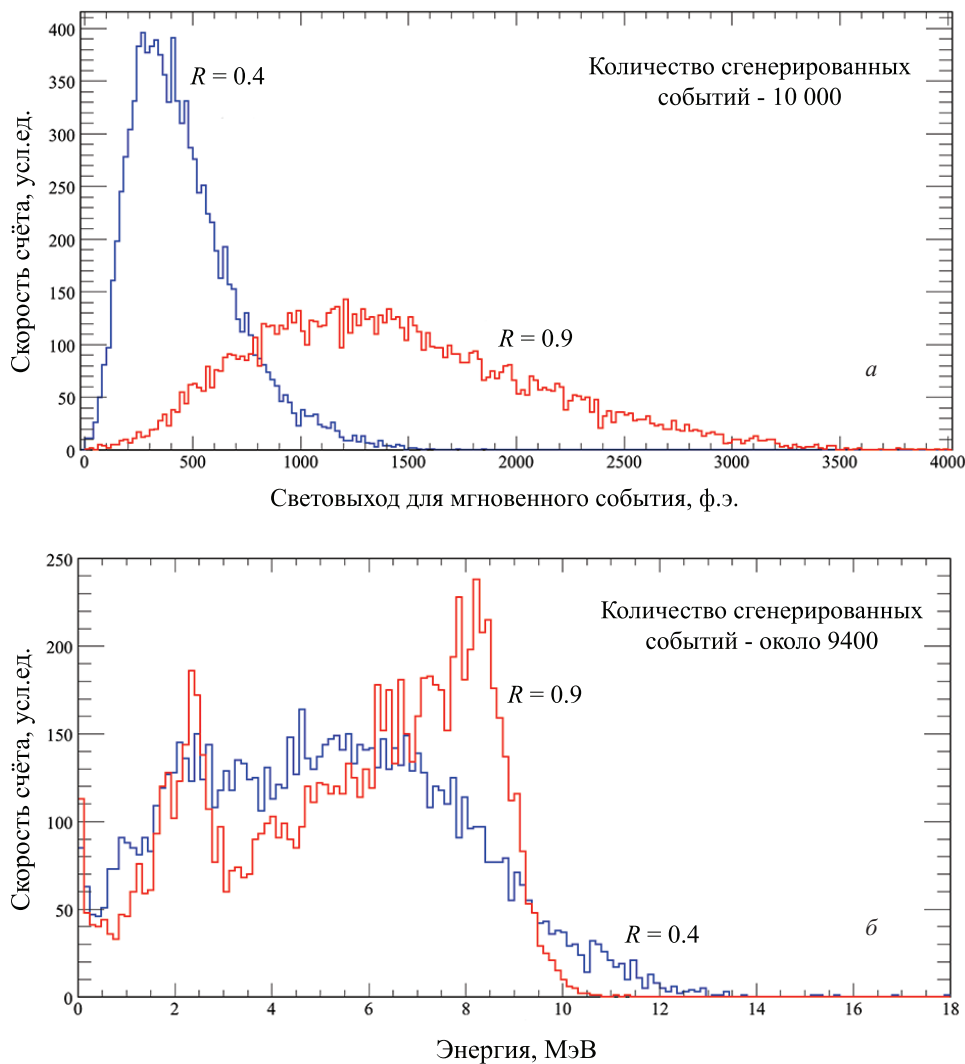 400
350
300
250
200
150
100
50
0
Скорость счёта, усл.ед.
R = 0.4
Количество сгенерированных
событий - 10 000
R = 0.9
а
0 500 1000 1500 2000 2500 3000 3500 4000
Световыход для мгновенного события, ф.э.
250
200
150
100
50
0
Скорость счёта, усл.ед.
Количество сгенерированных
событий - около 9400
R = 0.9
R = 0.4
б
0 2 4 6 8 10 12 14 16 18
Энергия, МэВ